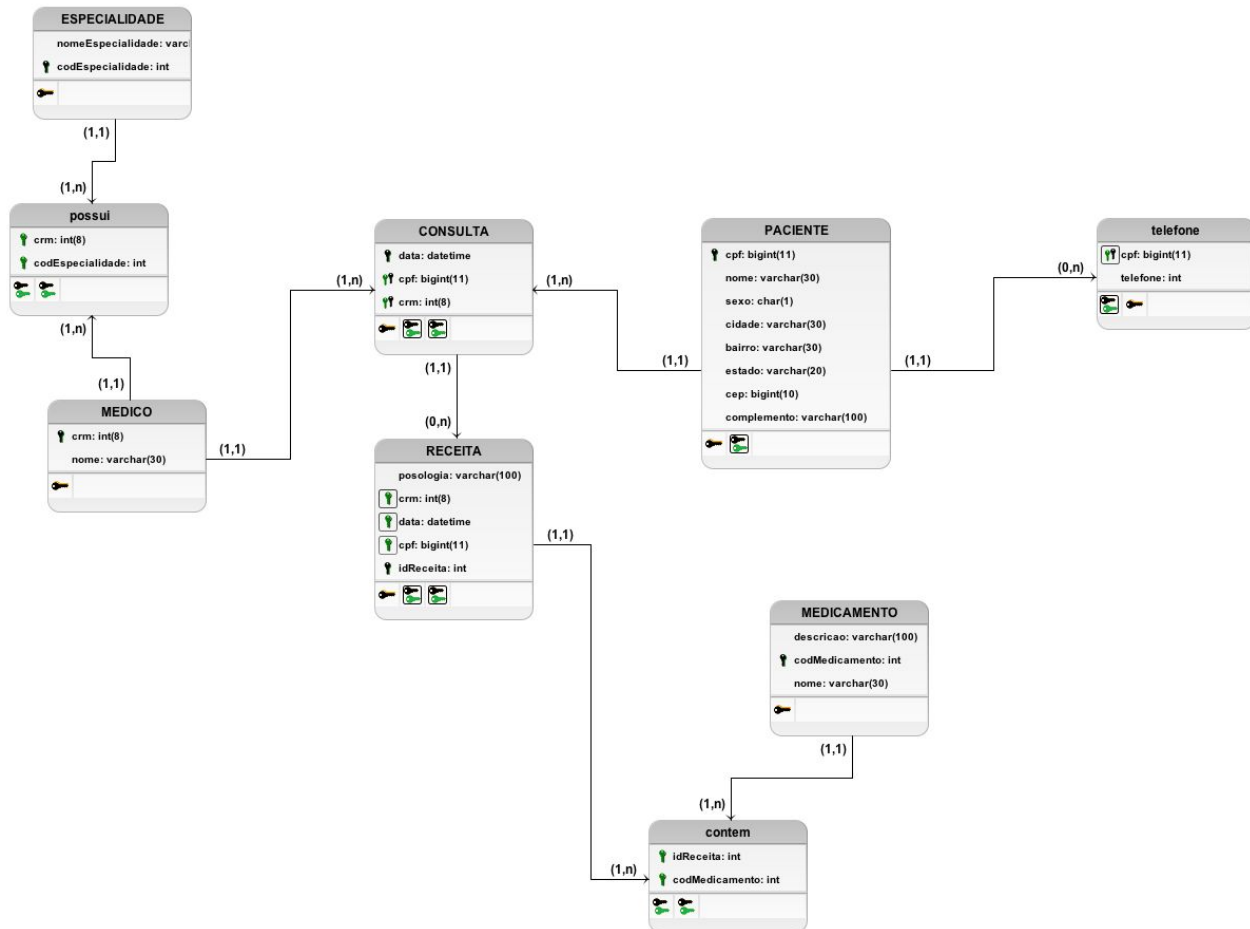 ESPECIALIDADE
nomeEspecialidade: varc
codEspecialidade: int
(1,1)
(1,n)
possui
crm: int(8)
codEspecialidade: int
(1,n)
(1,1)
MEDICO
crm: int(8)
nome: varchar(30)
(1,1)
(1,n)
CONSULTA
data: datetime
cpf: bigint(11)
crm: int(8)
(1,1)
(0,n)
RECEITA
posologia: varchar(100)
crm: int(8)
data: datetime
cpf: bigint(11)
idReceita: int
(1,n)
(1,1)
PACIENTE
cpf: bigint(11)
nome: varchar(30)
sexo: char(1)
cidade: varchar(30)
bairro: varchar(30)
estado: varchar(20)
cep: bigint(10)
complemento: varchar(100)
(1,1)
(0,n)
telefone
cpf: bigint(11)
telefone: int
(1,1)
(1,n)
MEDICAMENTO
descricao: varchar(100)
codMedicamento: int
nome: varchar(30)
(1,1)
(1,n)
contem
idReceita: int
codMedicamento: int